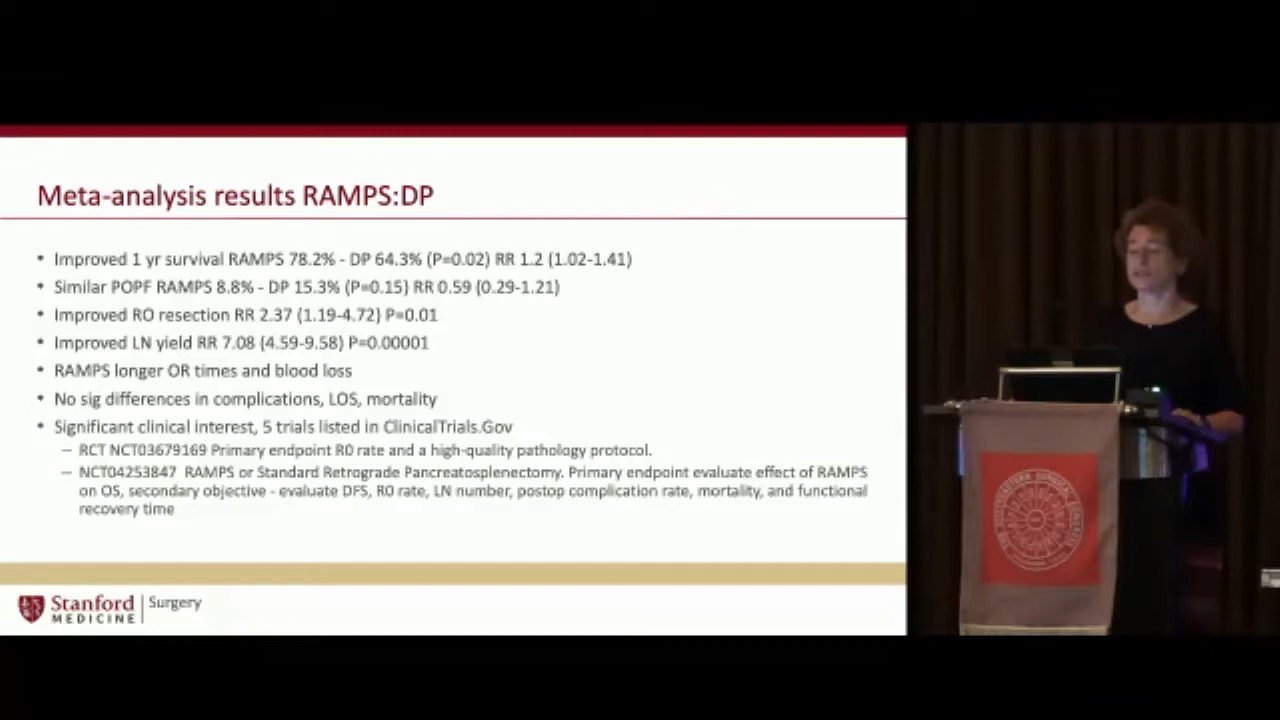 Meta-analysis results RAMPS:DP
• Improved 1 yr survival RAMPS 78.2% - DP 64.3% (P=0.02) RR 1.2 (1.02-1.41)
• Similar POPF RAMPS 8.8% - DP 15.3% (P=0.15) RR 0.59 (0.29-1.21)
• Improved RO resection RR 2.37 (1.19-4.72) P=0.01
• Improved LN yield RR 7.08 (4.59-9.58) P=0.00001
• RAMPS longer OR times and blood loss
• No sig differences in complications, LOS, mortality
• Significant clinical interest, 5 trials listed in ClinicalTrials.Gov
– RCT NCT03679169 Primary endpoint R0 rate and a high-quality pathology protocol.
– NCT04253847 RAMPS or Standard Retrograde Pancreatosplenectomy. Primary endpoint evaluate effect of RAMPS
on OS, secondary objective - evaluate DFS, R0 rate, LN number, postop complication rate, mortality, and functional
recovery time
Stanford
MEDICINE
Surgery
THE SOUTHEASTERN SURGICAL CONGRESS